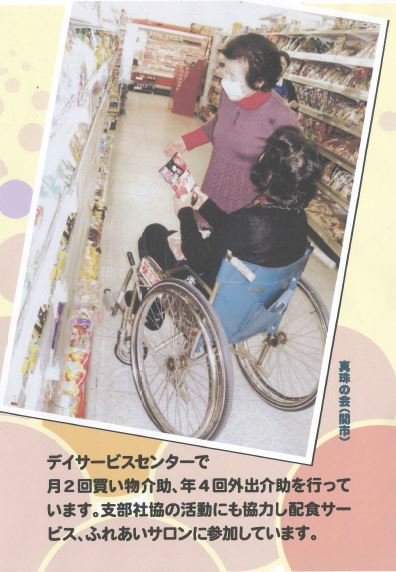 真珠の会(関市)
デイサービスセンターで
月2回買い物介助、年4回外出介助を行って
います。支部社協の活動にも協力し配食サー
ビス、ふれあいサロンに参加しています。